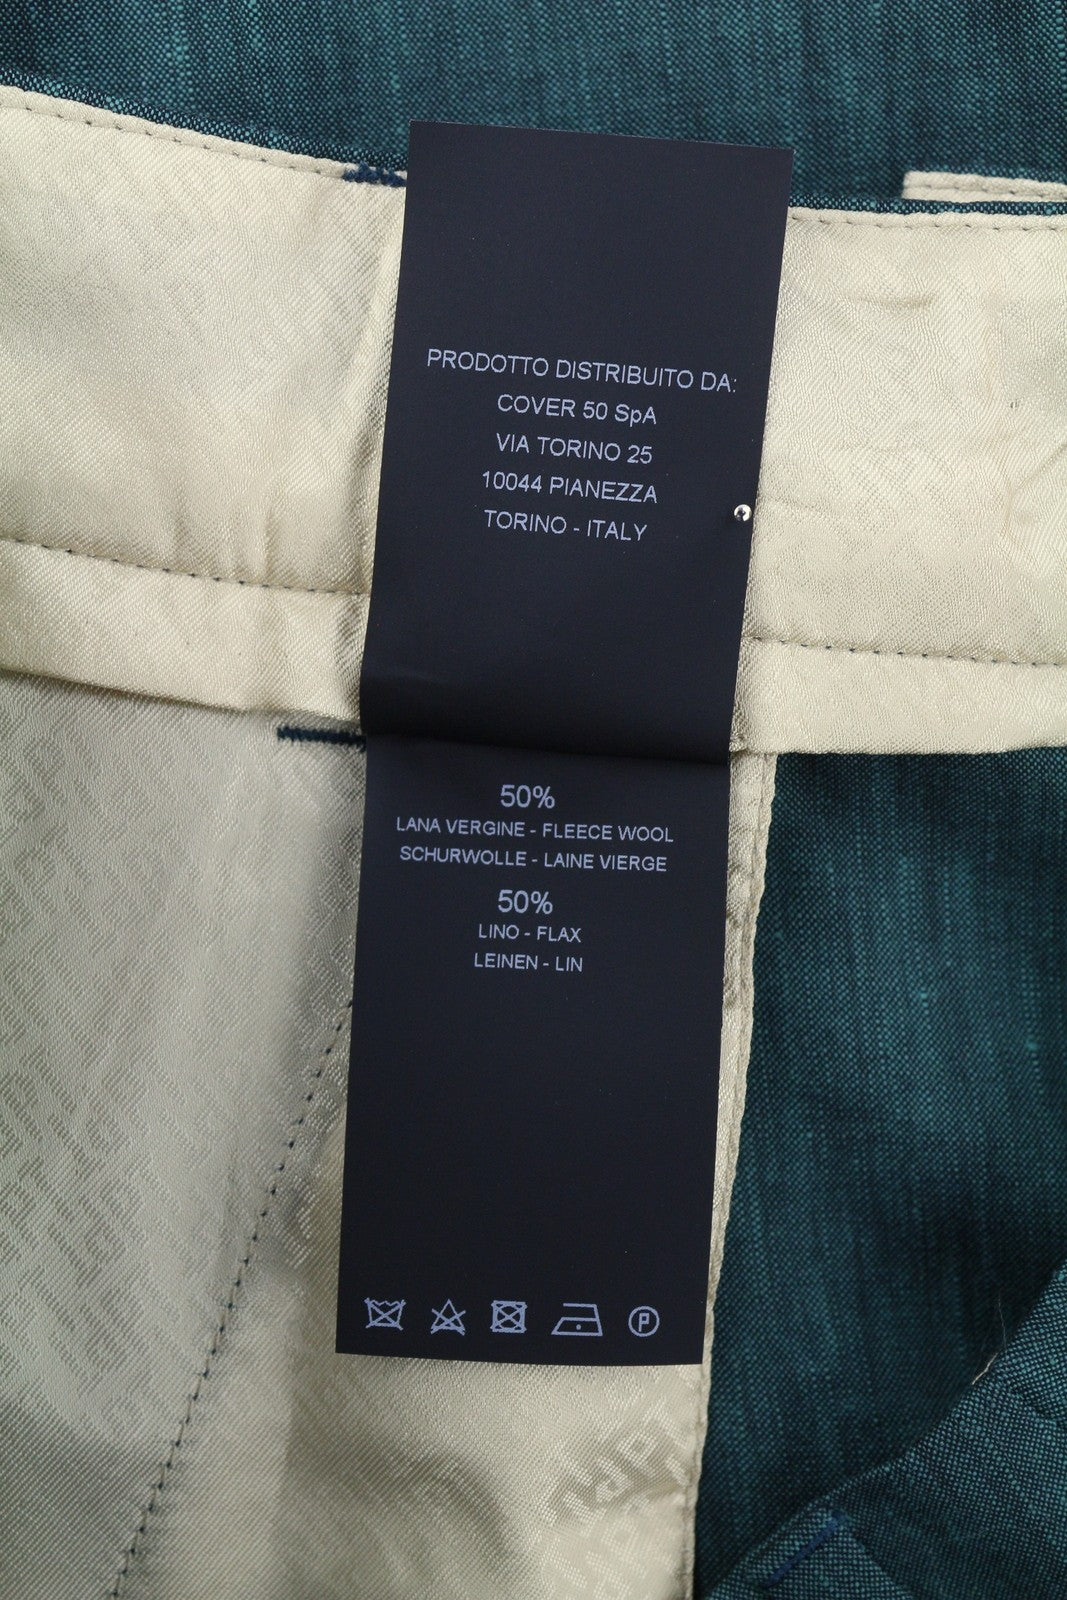 PRODOTTO DISTRIBUITO DA:
COVER 50 SpA
VIA TORINO 25
10044 PIANEZZA
TORINO - ITALY
50%
LANA VERGINE - FLEECE WOOL
SCHURWOLLE - LAINE VIERGE
50%
LINO - FLAX
LEINEN - LIN
P